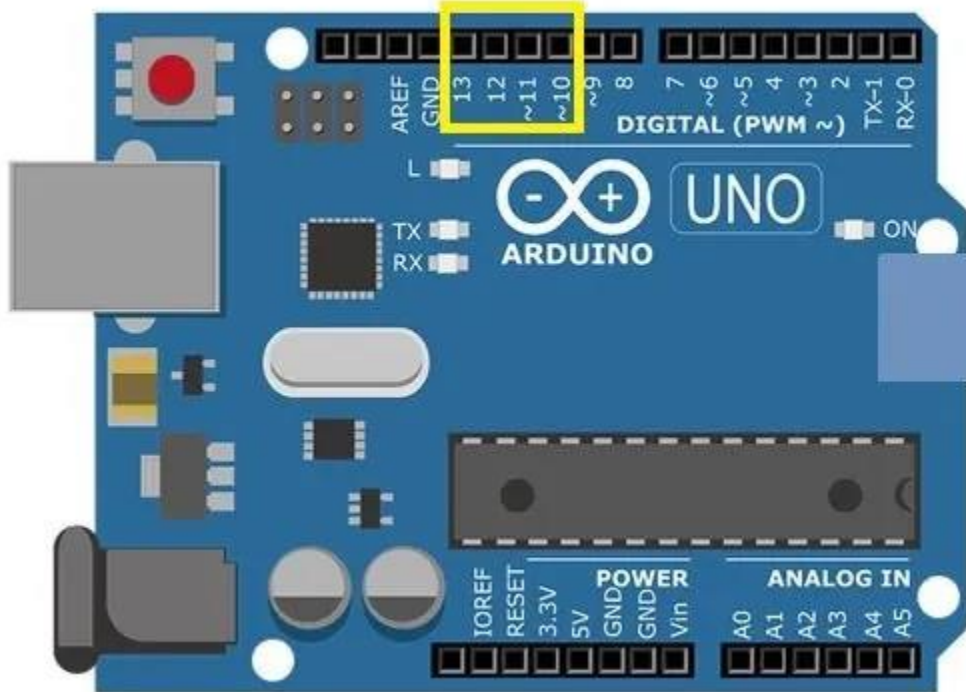 AREF
GND
13
12
~11
~10
~9
8
7
~6
~5
4
~3
2
TX-1
RX-0
DIGITAL (PWM ~)
L
TX
RX
- +
ARDUINO
UNO
ON
POWER
ANALOG IN
IOREF
RESET
3.3V
5V
GND
GND
Vin
A0
A1
A2
A3
A4
A5